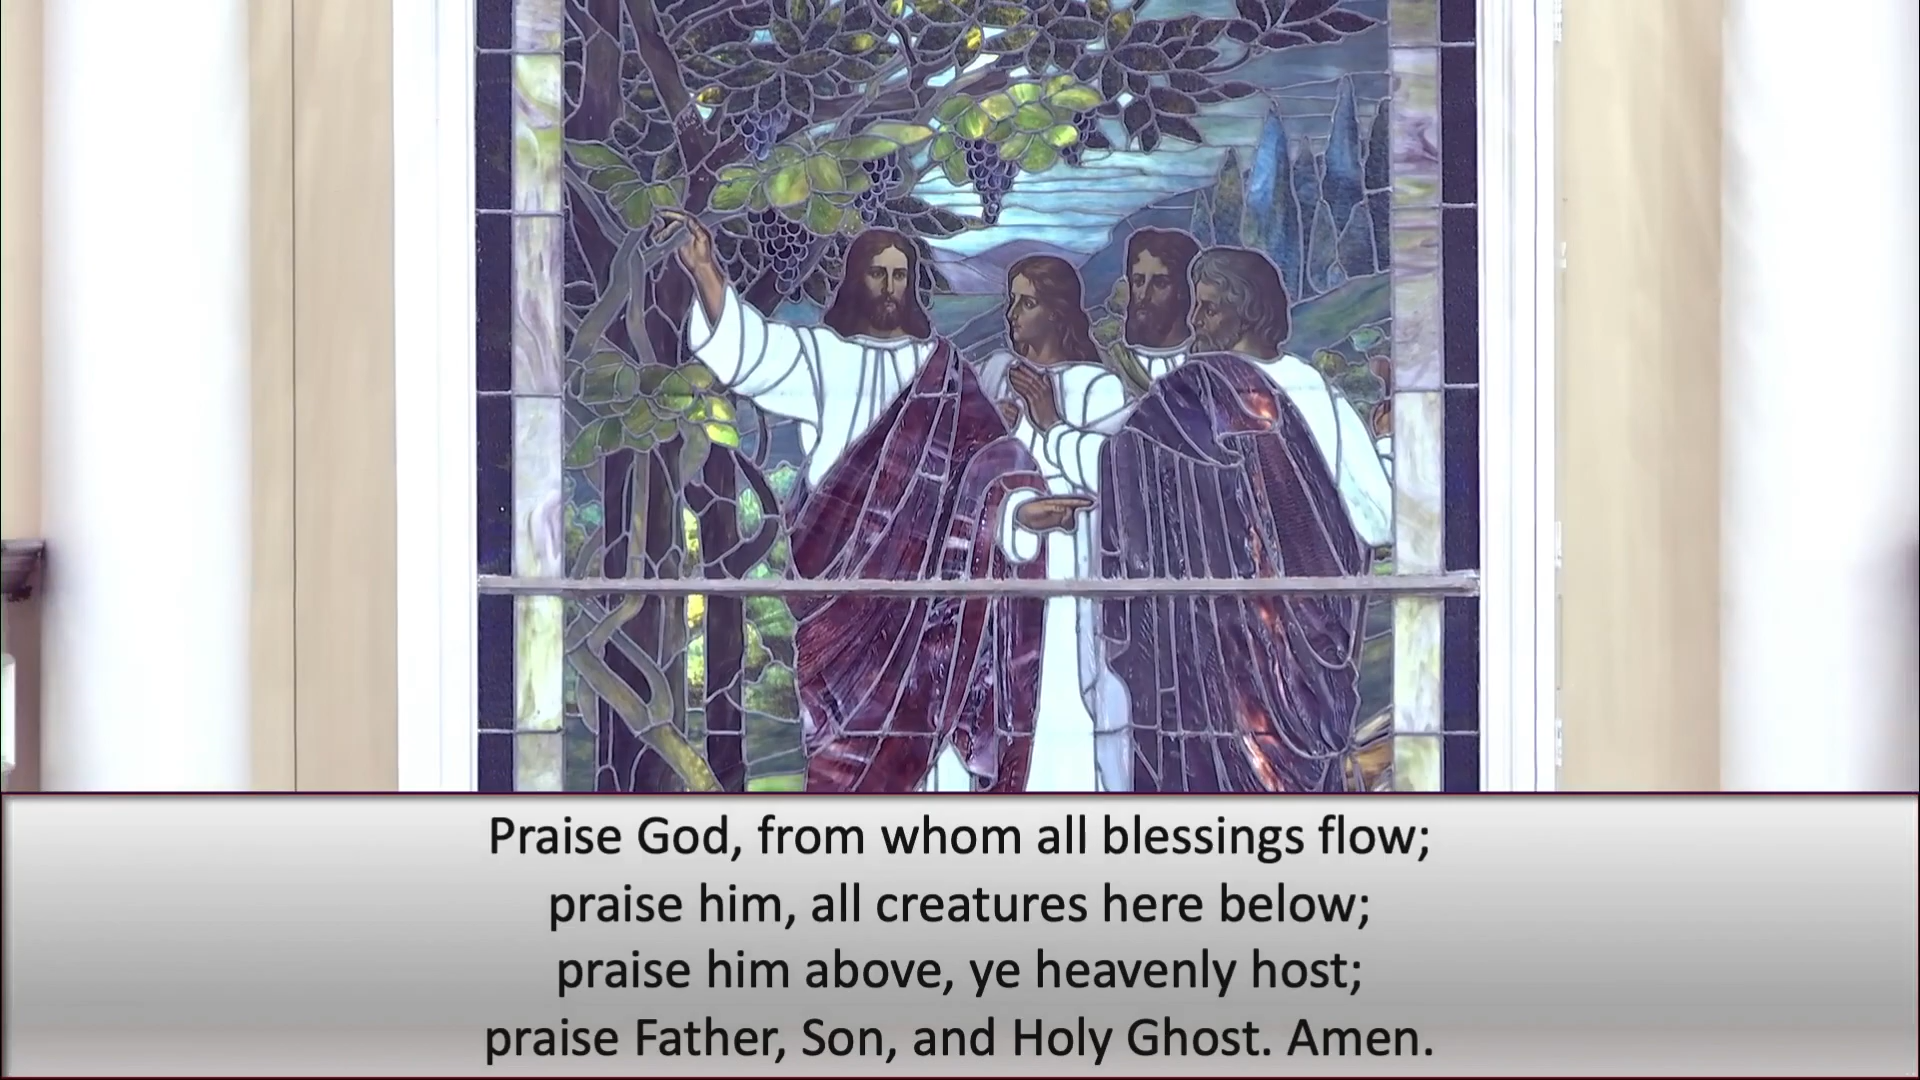 Praise God, from whom all blessings flow;
praise him, all creatures here below;
praise him above, ye heavenly host;
praise Father, Son, and Holy Ghost. Amen.